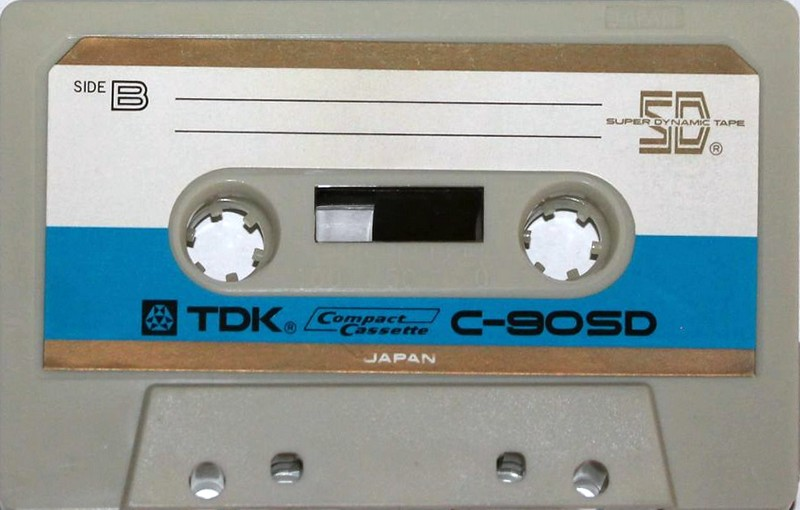 SIDE B
SD
SUPER DYNAMIC TAPE
®
TDK® Compact Cassette C-90SD
JAPAN